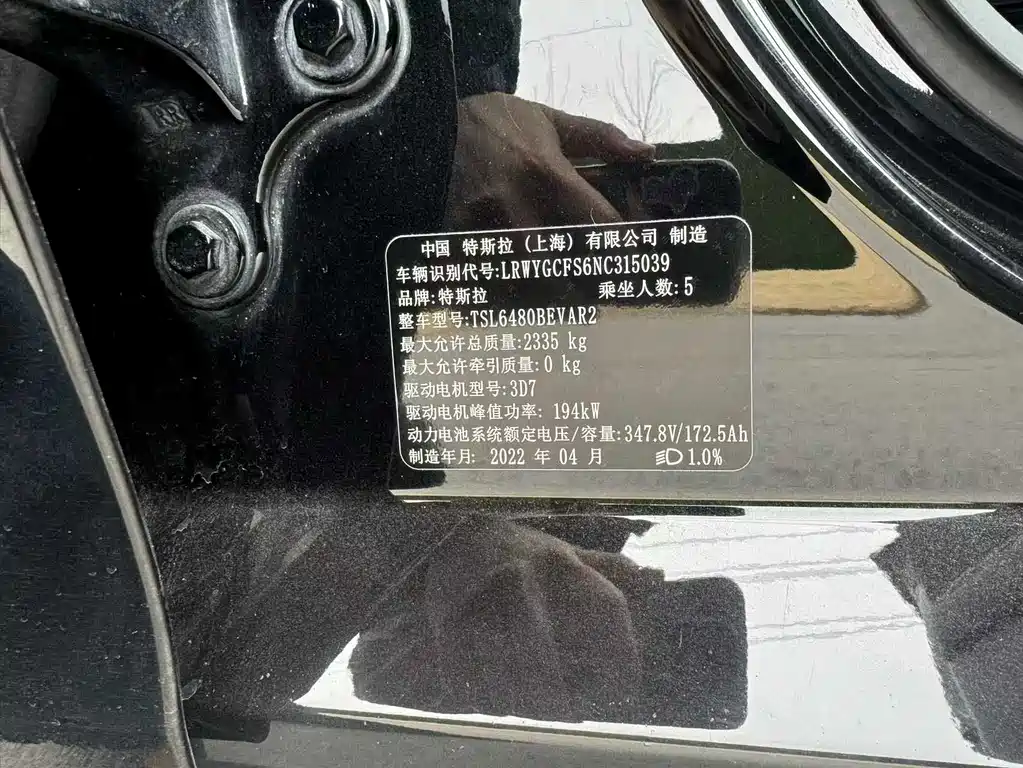 中国 特斯拉 (上海) 有限公司 制造
车辆识别代号:LRWYGCFS6NC315039
品牌:特斯拉 乘坐人数:5
整车型号:TSL6480BEVAR2
最大允许总质量:2335 kg
最大允许牵引质量:0 kg
驱动电机型号:3D7
驱动电机峰值功率: 194kW
动力电池系统额定电压/容量:347.8V/172.5Ah
制造年月: 2022 年 04 月 1.0%